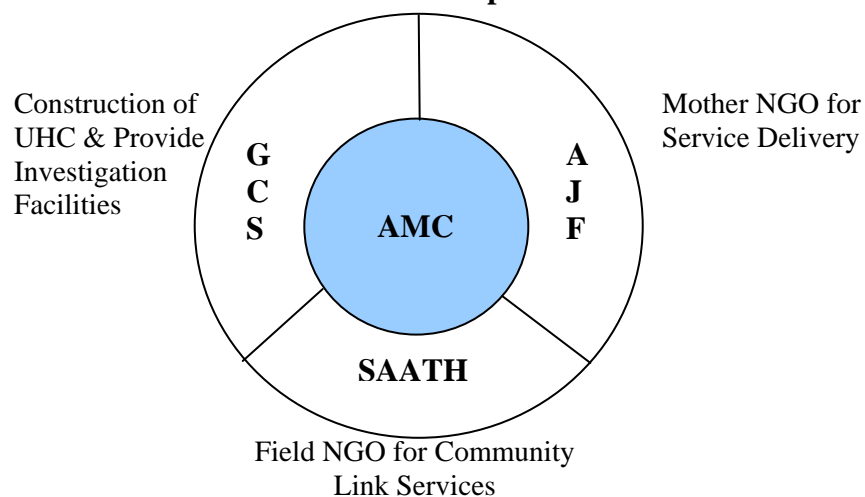 Construction of
UHC & Provide
Investigation
Facilities
G
C
S
AMC
A
J
F
Mother NGO for
Service Delivery
SAATH
Field NGO for Community
Link Services